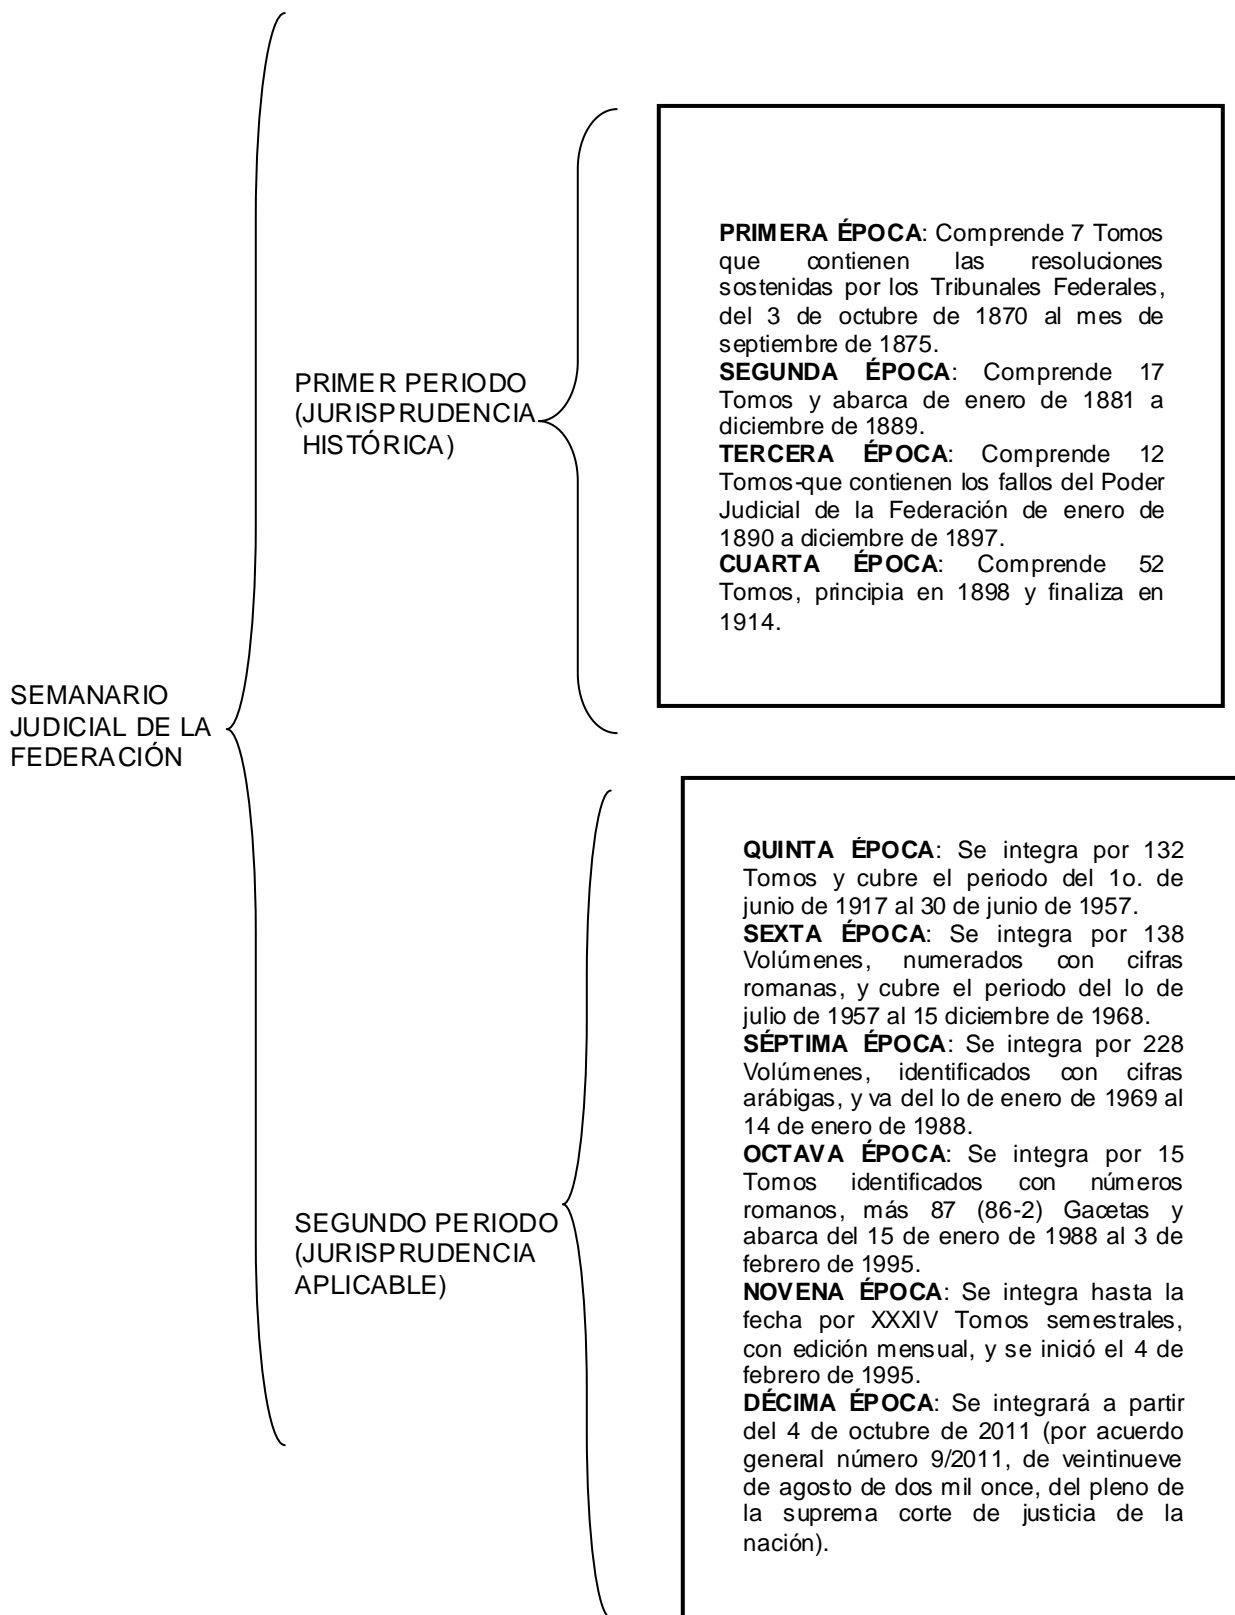 SEMANARIO
JUDICIAL DE LA
FEDERACIÓN
PRIMER PERIODO
(JURISPRUDENCIA
HISTÓRICA)
PRIMERA ÉPOCA: Comprende 7 Tomos
que contienen las resoluciones
sostenidas por los Tribunales Federales,
del 3 de octubre de 1870 al mes de
septiembre de 1875.
SEGUNDA ÉPOCA: Comprende 17
Tomos y abarca de enero de 1881 a
diciembre de 1889.
TERCERA ÉPOCA: Comprende 12
Tomos-que contienen los fallos del Poder
Judicial de la Federación de enero de
1890 a diciembre de 1897.
CUARTA ÉPOCA: Comprende 52
Tomos, principia en 1898 y finaliza en
1914.
SEGUNDO PERIODO
(JURISPRUDENCIA
APLICABLE)
QUINTA ÉPOCA: Se integra por 132
Tomos y cubre el periodo del 1o. de
junio de 1917 al 30 de junio de 1957.
SEXTA ÉPOCA: Se integra por 138
Volúmenes, numerados con cifras
romanas, y cubre el periodo del lo de
julio de 1957 al 15 diciembre de 1968.
SÉPTIMA ÉPOCA: Se integra por 228
Volúmenes, identificados con cifras
arábigas, y va del lo de enero de 1969 al
14 de enero de 1988.
OCTAVA ÉPOCA: Se integra por 15
Tomos identificados con números
romanos, más 87 (86-2) Gacetas y
abarca del 15 de enero de 1988 al 3 de
febrero de 1995.
NOVENA ÉPOCA: Se integra hasta la
fecha por XXXIV Tomos semestrales,
con edición mensual, y se inició el 4 de
febrero de 1995.
DÉCIMA ÉPOCA: Se integrará a partir
del 4 de octubre de 2011 (por acuerdo
general número 9/2011, de veintinueve
de agosto de dos mil once, del pleno de
la suprema corte de justicia de la
nación).